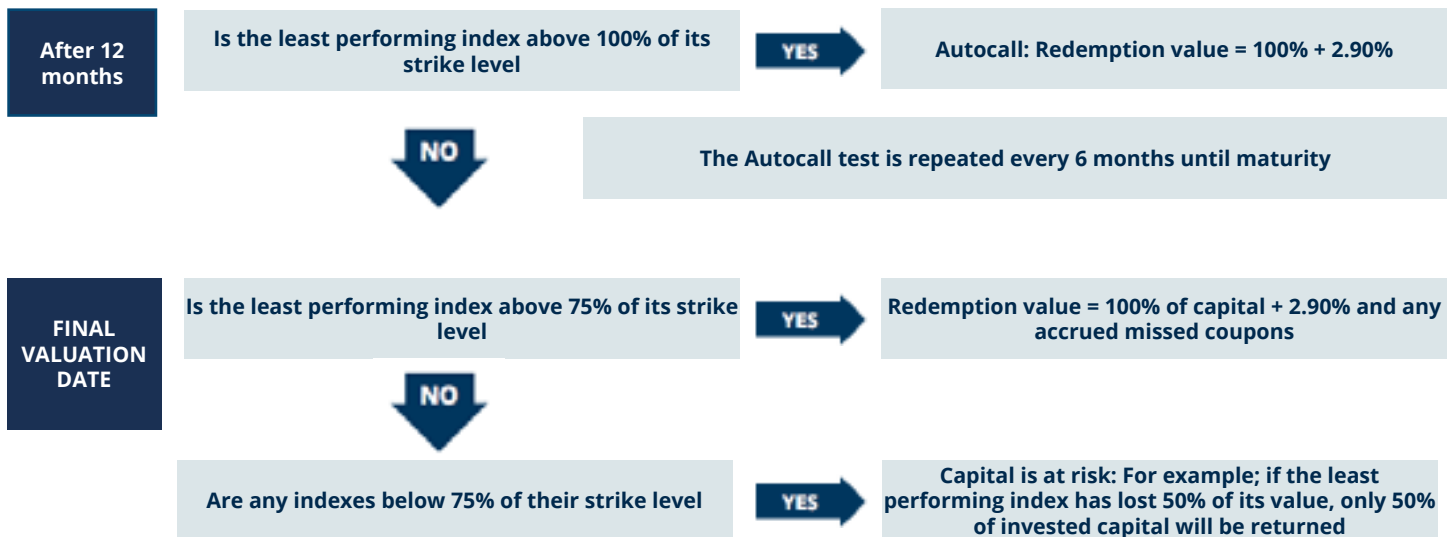 After 12
months
Is the least performing index above 100% of its
strike level
YES
Autocall: Redemption value = 100% + 2.90%
NO
The Autocall test is repeated every 6 months until maturity
FINAL
VALUATION
DATE
Is the least performing index above 75% of its strike
level
YES
Redemption value = 100% of capital + 2.90% and any
accrued missed coupons
NO
Are any indexes below 75% of their strike level
YES
Capital is at risk: For example; if the least
performing index has lost 50% of its value, only 50%
of invested capital will be returned